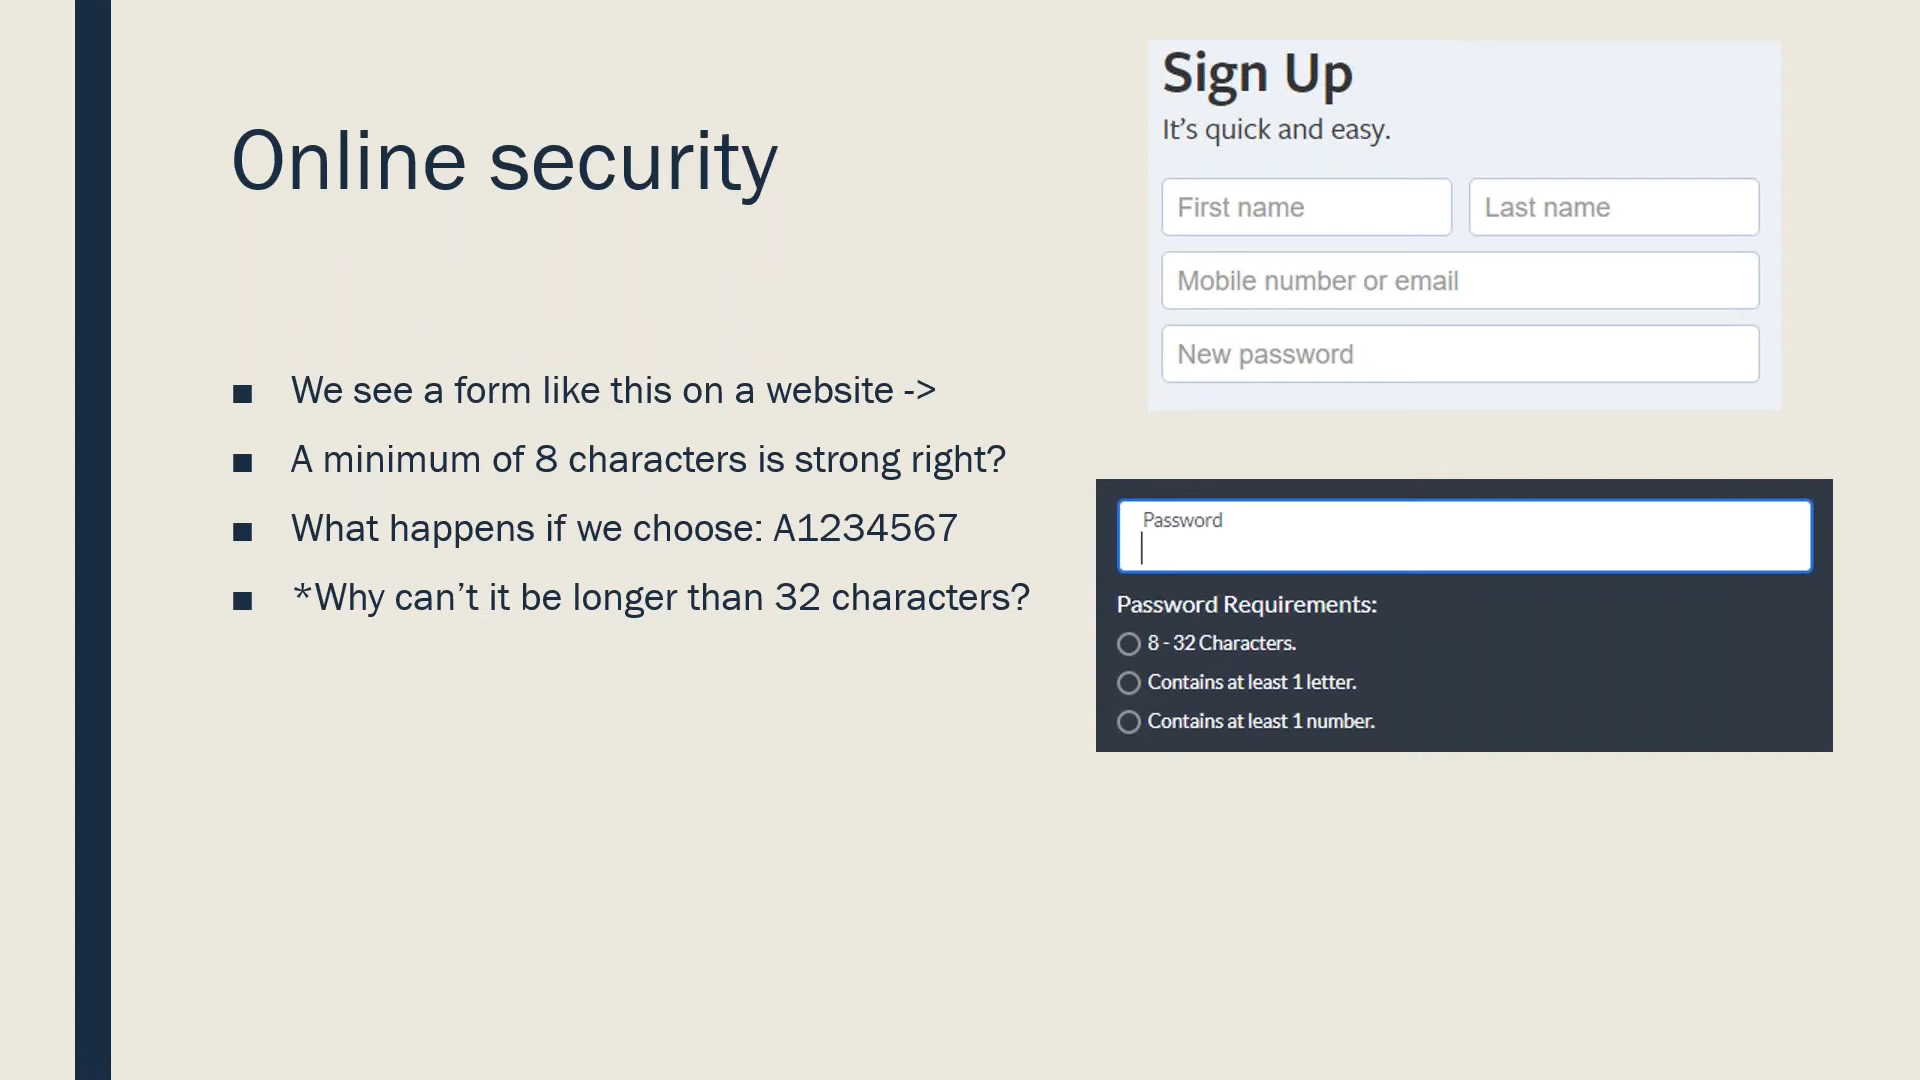 Online security
We see a form like this on a website ->
A minimum of 8 characters is strong right?
What happens if we choose: A1234567
*Why can’t it be longer than 32 characters?
Sign Up
It’s quick and easy.
First name Last name
Mobile number or email
New password
Password
Password Requirements:
8 - 32 Characters.
Contains at least 1 letter.
Contains at least 1 number.